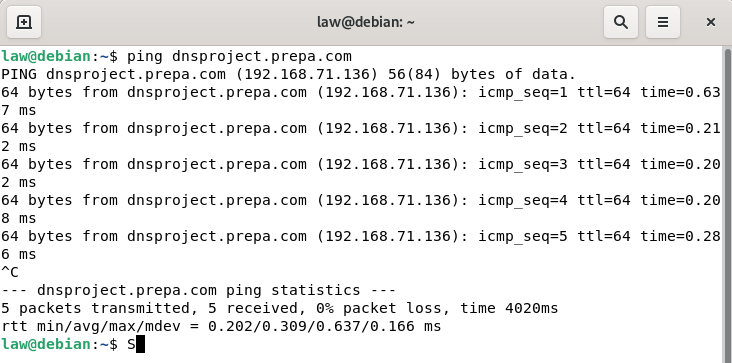 law@debian: ~
law@debian:~$ ping dnsproject.prepa.com
PING dnsproject.prepa.com (192.168.71.136) 56(84) bytes of data.
64 bytes from dnsproject.prepa.com (192.168.71.136): icmp_seq=1 ttl=64 time=0.63
7 ms
64 bytes from dnsproject.prepa.com (192.168.71.136): icmp_seq=2 ttl=64 time=0.21
2 ms
64 bytes from dnsproject.prepa.com (192.168.71.136): icmp_seq=3 ttl=64 time=0.20
2 ms
64 bytes from dnsproject.prepa.com (192.168.71.136): icmp_seq=4 ttl=64 time=0.20
8 ms
64 bytes from dnsproject.prepa.com (192.168.71.136): icmp_seq=5 ttl=64 time=0.28
6 ms
^C
--- dnsproject.prepa.com ping statistics ---
5 packets transmitted, 5 received, 0% packet loss, time 4020ms
rtt min/avg/max/mdev = 0.202/0.309/0.637/0.166 ms
law@debian:~$ S